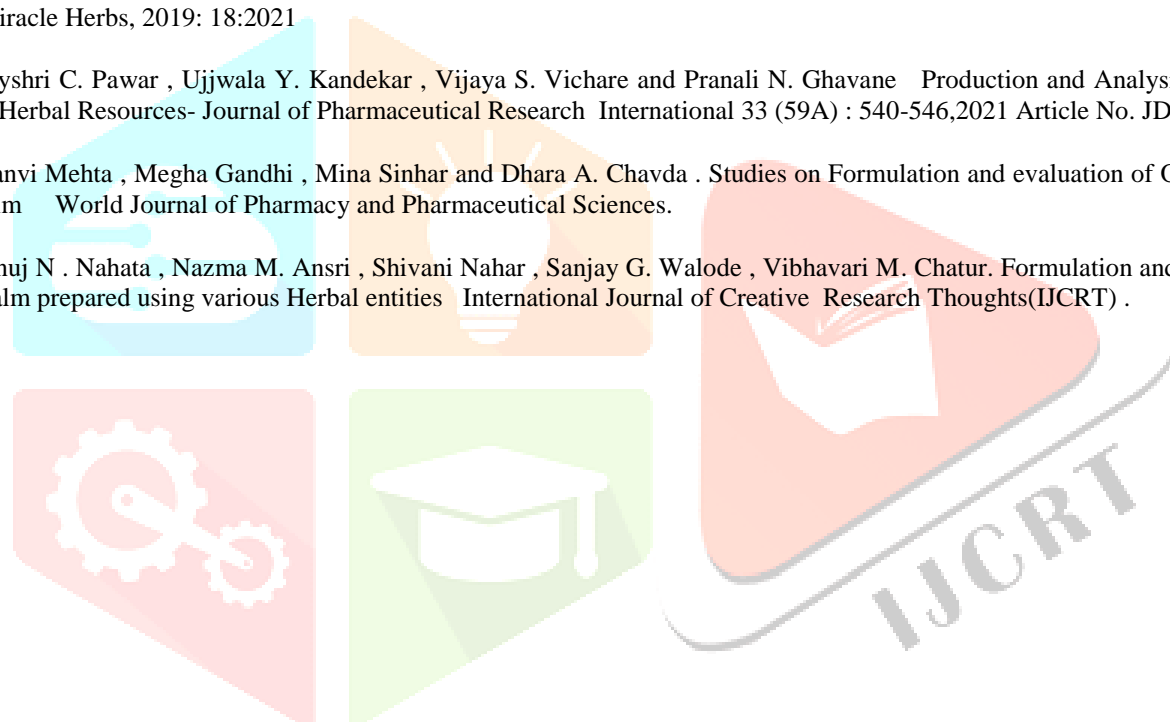 iracle Herbs, 2019: 18:2021
yshri C. Pawar , Ujjwala Y. Kandekar , Vijaya S. Vichare and Pranali N. Ghavane Production and Analys
Herbal Resources- Journal of Pharmaceutical Research International 33 (59A) : 540-546,2021 Article No. JD
anvi Mehta , Megha Gandhi , Mina Sinhar and Dhara A. Chavda . Studies on Formulation and evaluation of
m World Journal of Pharmacy and Pharmaceutical Sciences.
nuj N . Nahata , Nazma M. Ansri , Shivani Nahar , Sanjay G. Walode , Vibhavari M. Chatur. Formulation and
alm prepared using various Herbal entities International Journal of Creative Research Thoughts(IJCRT) .
IJCRT